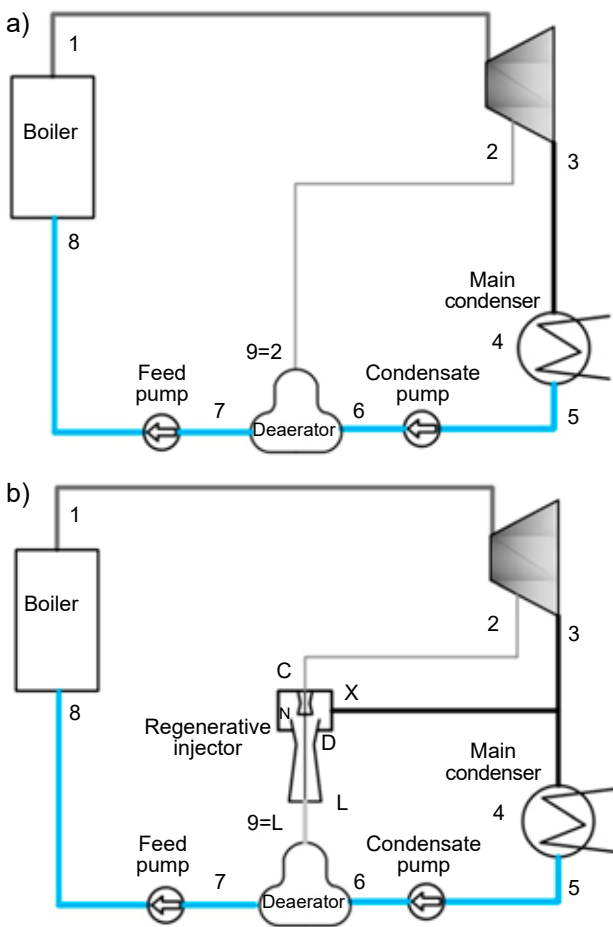 a)
1
Boiler
2
3
8
Main
condenser
4
9=2
Feed
pump
Condensate
pump
7
Deaerator
6
5
b)
1
Boiler
2
3
C
X
8
N
Regenerative
injector
D
Main
condenser
L
4
9=L
Feed
pump
Condensate
pump
7
Deaerator
6
5